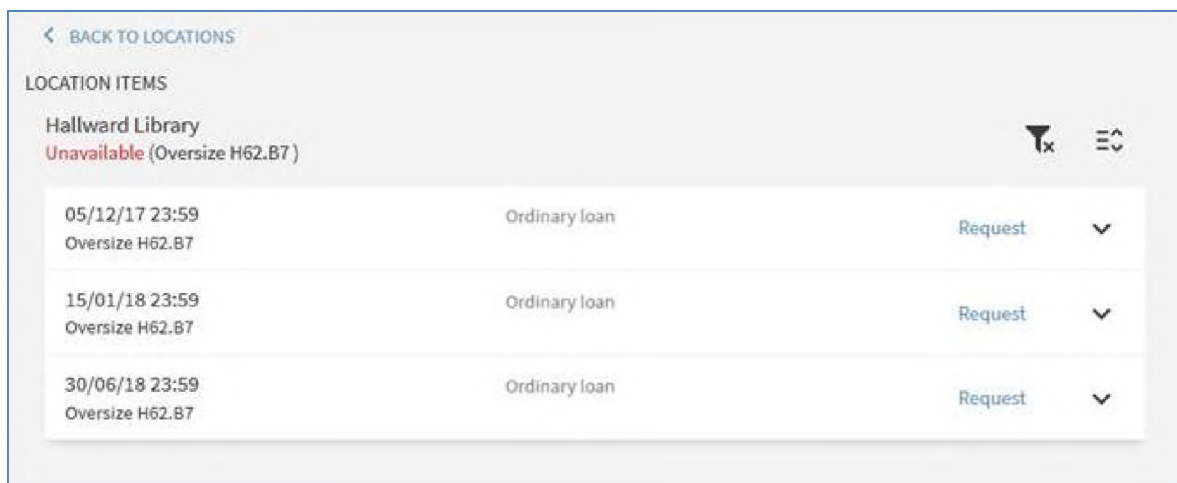 BACK TO LOCATIONS
LOCATION ITEMS
Hallward Library
Unavailable (Oversize H62.B7 )
05/12/17 23:59
Ordinary loan
Request
Oversize H62.B7
15/01/18 23:59
Ordinary loan
Request
Oversize H62.B7
30/06/18 23:59
Ordinary loan
Request
Oversize H62.B7